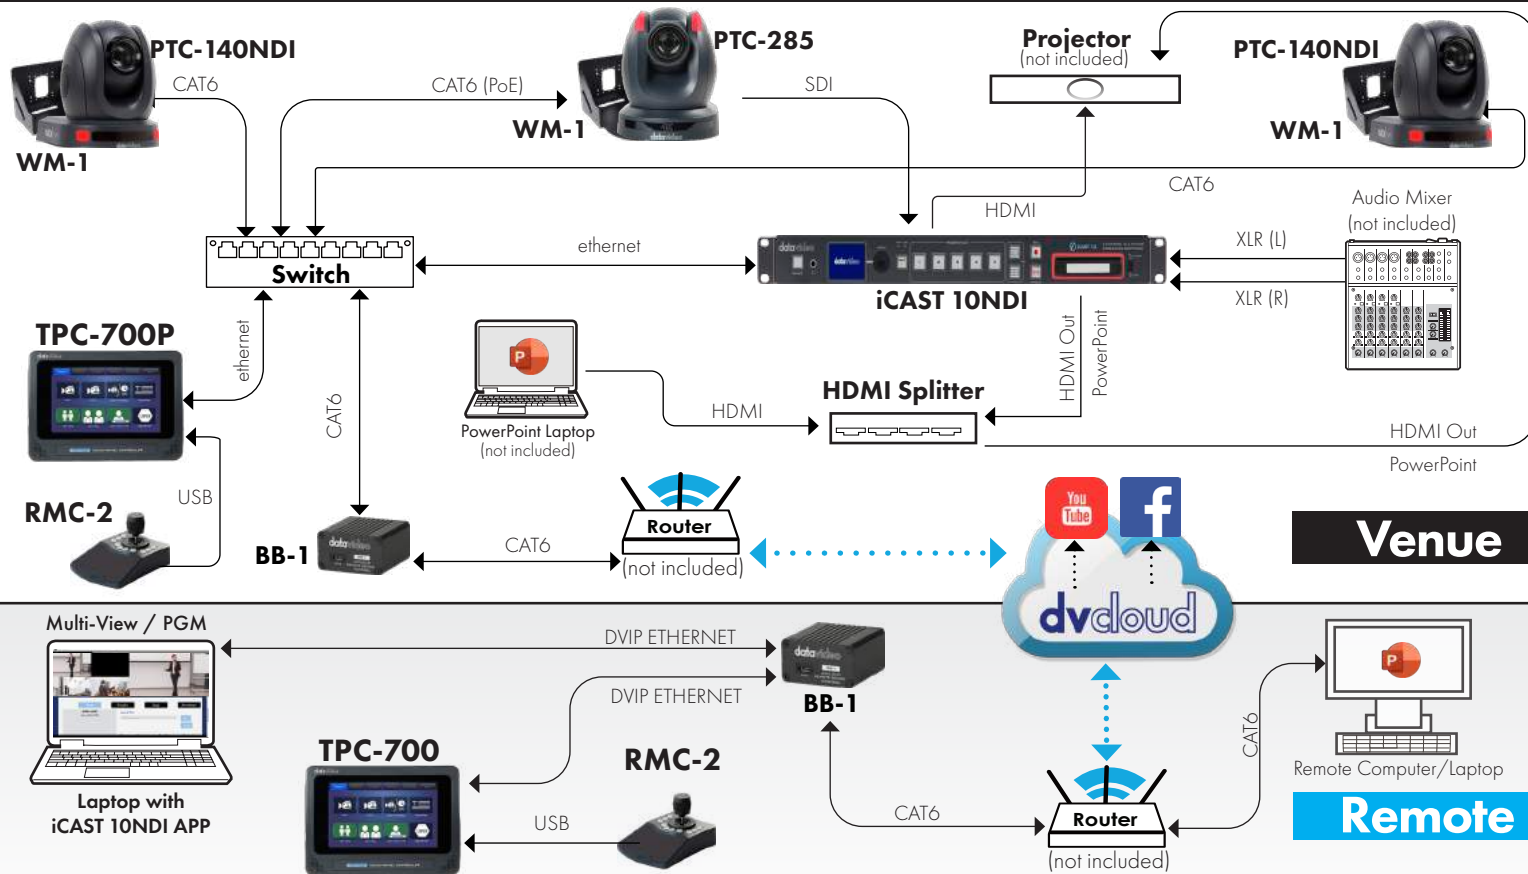 PTC-140NDI
CAT6
WM-1
PTC-285
CAT6 (PoE)
WM-1
SDI
Projector
(not included)
PTC-140NDI
WM-1
CAT6
HDMI
Audio Mixer
(not included)
XLR (L)
XLR (R)
Switch
ethernet
datavideo
datavideo
iCAST 10NDI
TPC-700P
ethernet
CAT6
P
PowerPoint Laptop
(not included)
HDMI
HDMI Splitter
HDMI Out
PowerPoint
HDMI Out
PowerPoint
RMC-2
USB
BB-1
datavideo
CAT6
Router
(not included)
You
Tube
f
dvcloud
Venue
Multi-View / PGM
Laptop with
iCAST 10NDI APP
DVIP ETHERNET
DVIP ETHERNET
datavideo
BB-1
TPC-700
RMC-2
USB
CAT6
Router
(not included)
CAT6
P
Remote Computer/Laptop
Remote